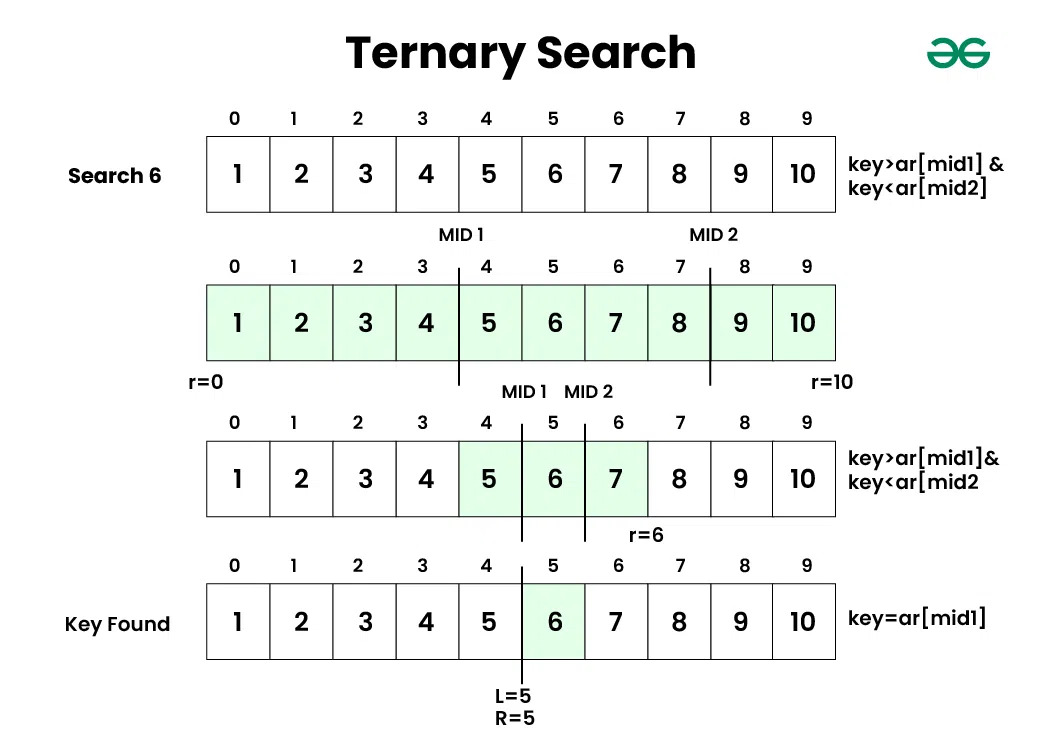 Ternary Search
0 1 2 3 4 5 6 7 8 9
Search 6
1 2 3 4 5 6 7 8 9 10
key>ar[mid1] &
key<ar[mid2]
MID 1 MID 2
0 1 2 3 4 5 6 7 8 9
1 2 3 4 5 6 7 8 9 10
r=0 r=10
MID 1 MID 2
0 1 2 3 4 5 6 7 8 9
1 2 3 4 5 6 7 8 9 10
key>ar[mid1]&
key<ar[mid2
r=6
0 1 2 3 4 5 6 7 8 9
Key Found
1 2 3 4 5 6 7 8 9 10
key=ar[mid1]
L=5
R=5